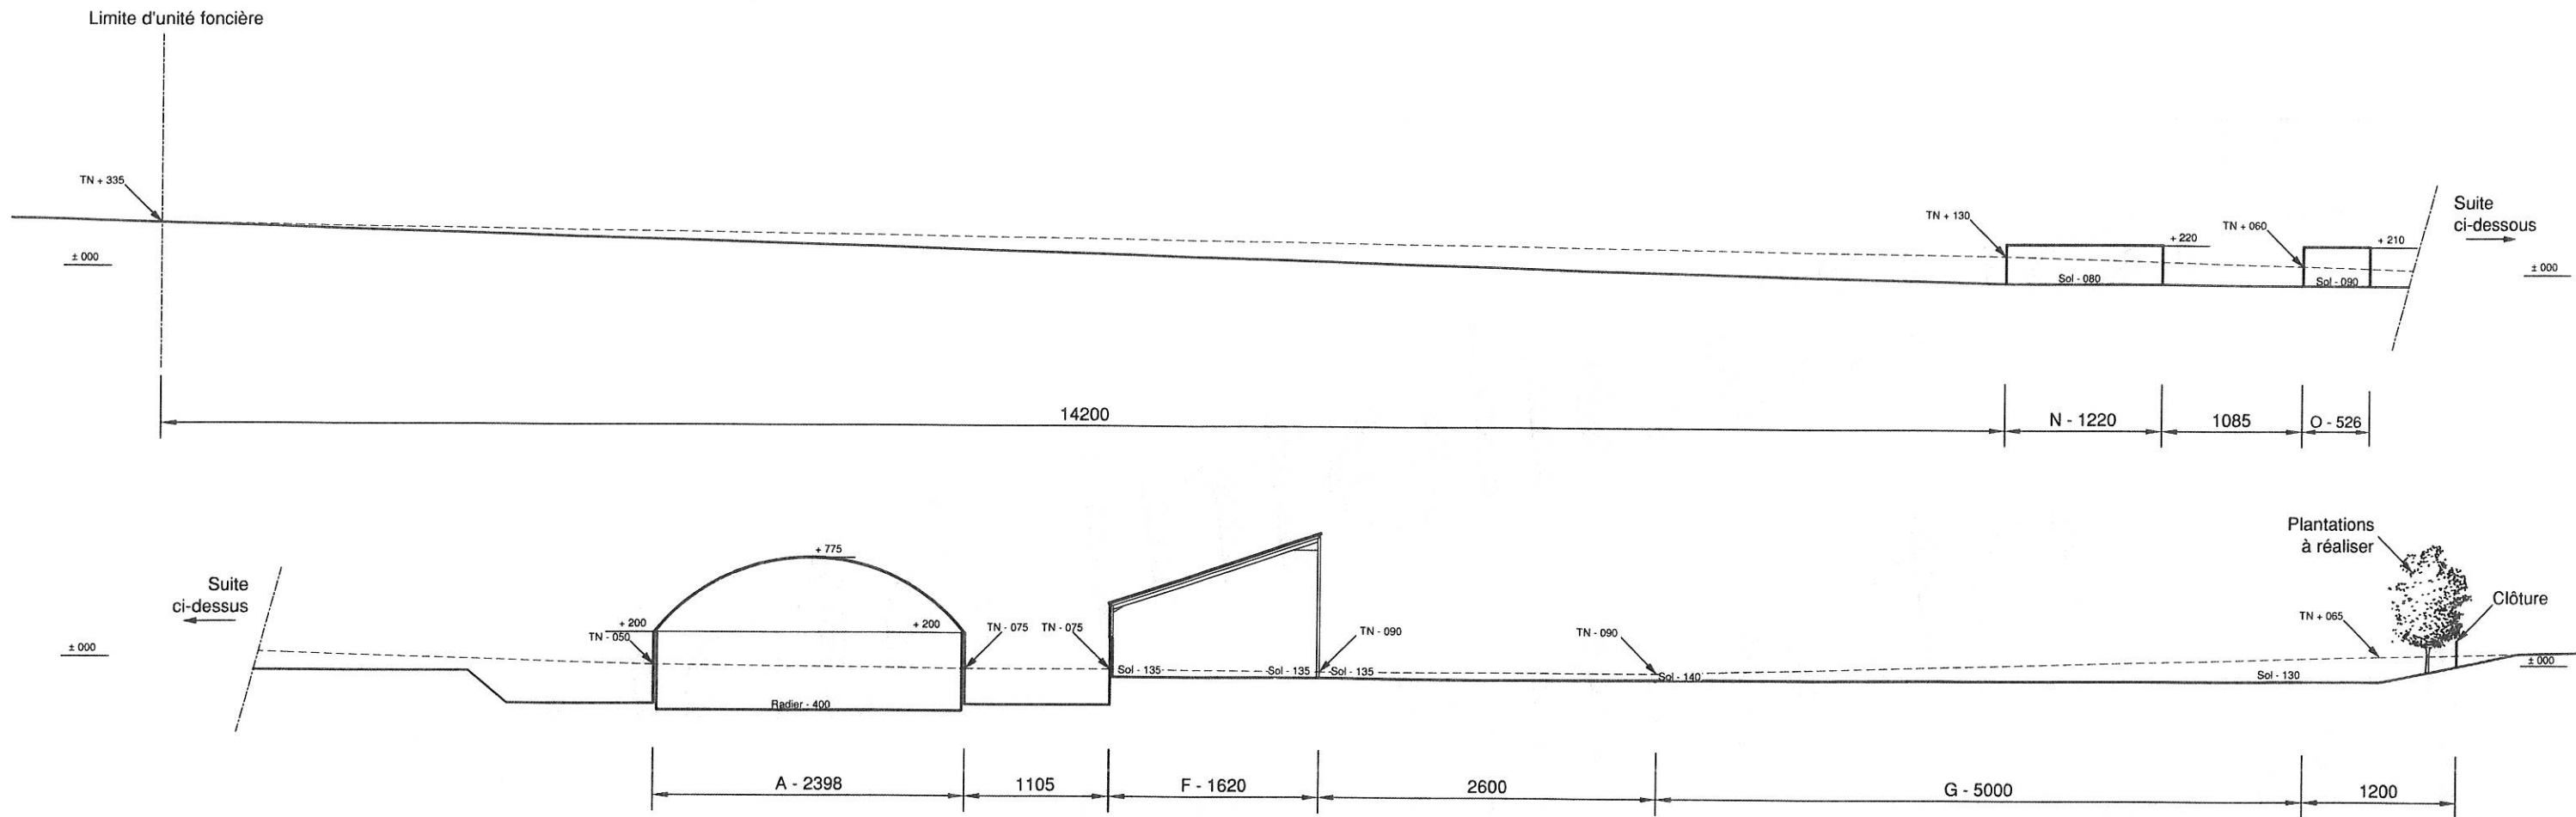 Limite d'unité foncière
TN + 335
± 000
TN + 130
+ 220
Sol - 080
TN + 060
+ 210
Sol - 090
Suite
ci-dessous
± 000
14200
N - 1220
1085
O - 526
Suite
ci-dessus
± 000
+ 775
+ 200
+ 200
TN - 050
Radier - 400
TN - 075
TN - 075
Sol - 135
Sol - 135
Sol - 135
TN - 090
TN - 090
Sol - 140
Sol - 130
TN + 065
Plantations
à réaliser
Clôture
± 000
A - 2398
1105
F - 1620
2600
G - 5000
1200